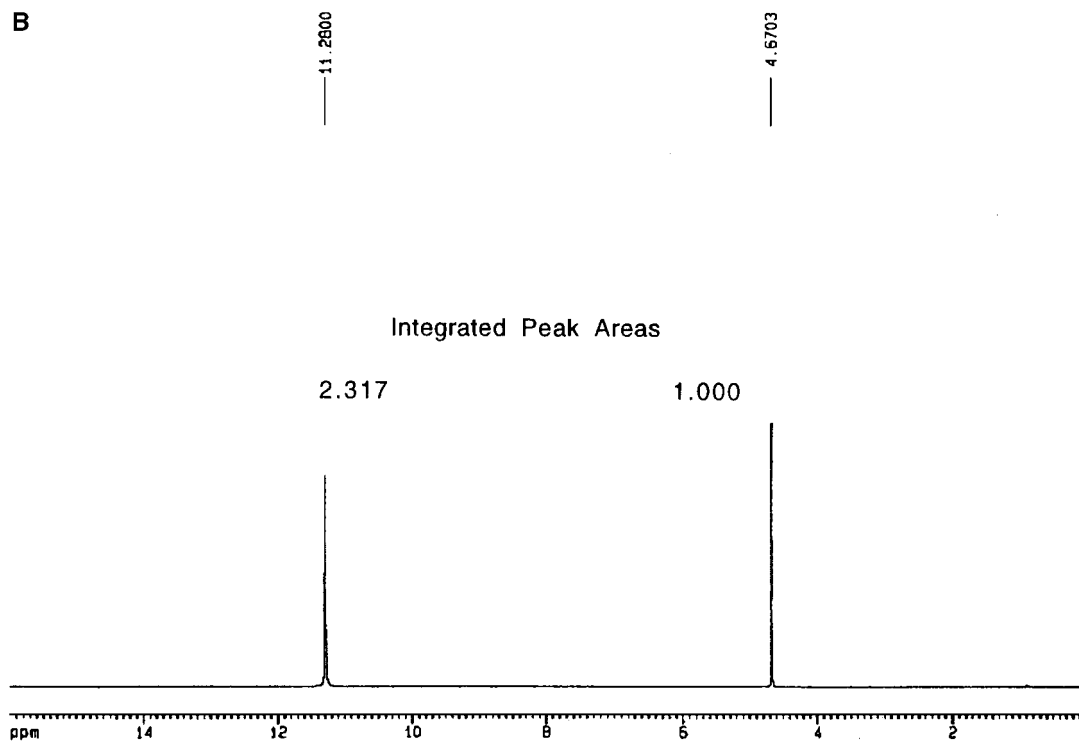 B
11.2800
4.6703
Integrated Peak Areas
2.317 1.000
ppm 14 12 10 8 6 4 2